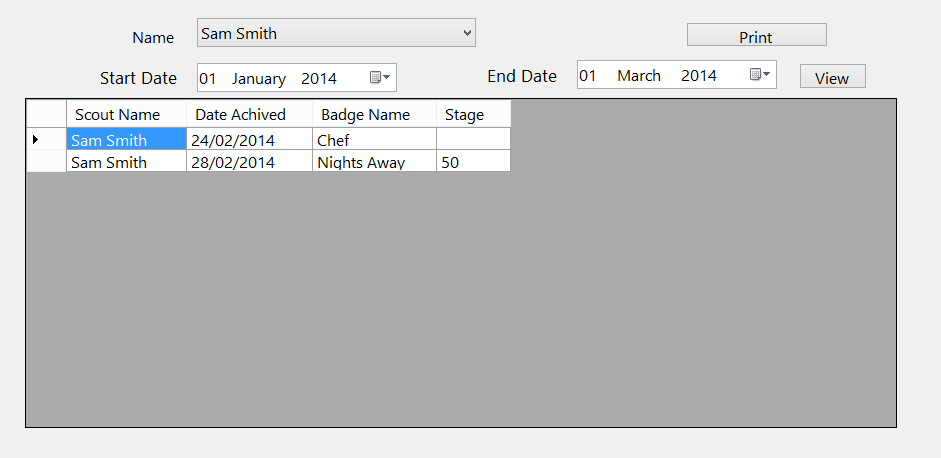 Name Sam Smith Print
Start Date 01 January 2014 End Date 01 March 2014 View
Scout Name Date Achived Badge Name Stage
Sam Smith 24/02/2014 Chef
Sam Smith 28/02/2014 Nights Away 50